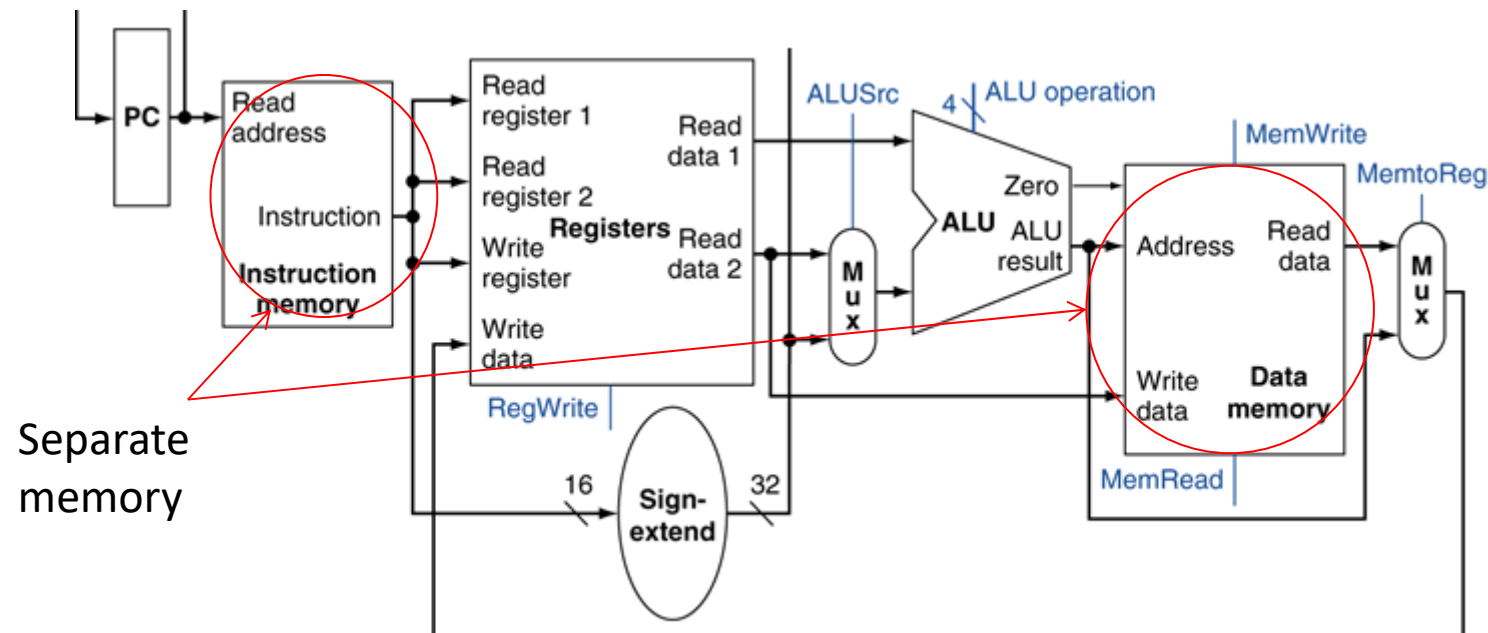 PC
Read
address
Instruction
Instruction
memory
Read
register 1
Read
register 2
Write
register
Write
data
Registers
Read
data 1
Read
data 2
RegWrite
16
Sign-
extend
32
ALUSrc
M
u
x
4
ALU operation
Zero
ALU
ALU
result
MemWrite
Address
Read
data
Write
data
Data
memory
MemRead
MemtoReg
M
u
x
Separate
memory